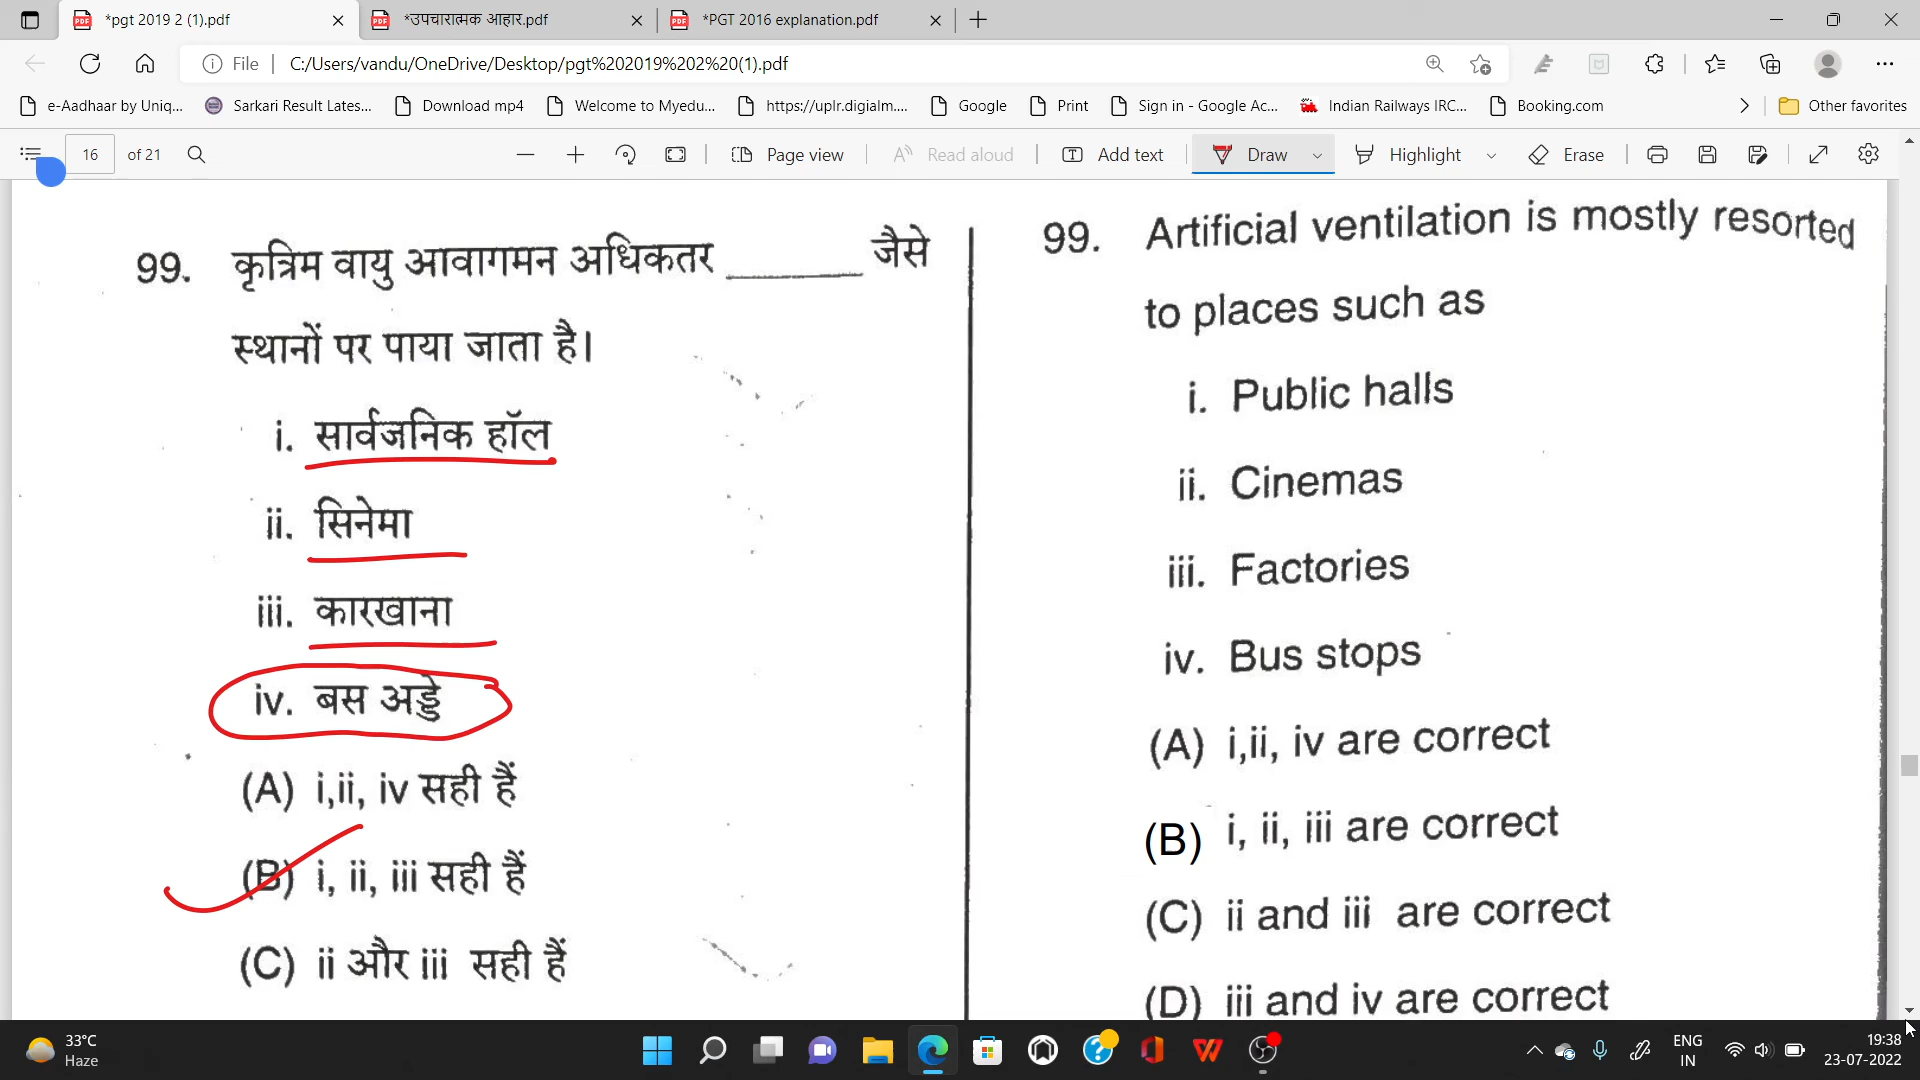 *pgt 2019 2 (1).pdf
*उपचारात्मक आहार.pdf
*PGT 2016 explanation.pdf
File
C:/Users/vandu/OneDrive/Desktop/pgt%202019%202%20(1).pdf
e-Aadhaar by Uniq...
Sarkari Result Lates...
Download mp4
Welcome to Myedu...
https://uplr.digialm....
Google
Print
Sign in - Google Ac...
Indian Railways IRC...
Booking.com
Other favorites
16 of 21
Page view
Read aloud
Add text
Draw
Highlight
Erase
99. कृत्रिम वायु आवागमन अधिकतर ________ जैसे
स्थानों पर पाया जाता है।
i. सार्वजनिक हॉल
ii. सिनेमा
iii. कारखाना
iv. बस अड्डे
(A) i,ii, iv सही हैं
(B) i, ii, iii सही हैं
(C) ii और iii सही हैं
99. Artificial ventilation is mostly resorted
to places such as
i. Public halls
ii. Cinemas
iii. Factories
iv. Bus stops
(A) i,ii, iv are correct
(B) i, ii, iii are correct
(C) ii and iii are correct
(D) iii and iv are correct
33°C
Haze
ENG
IN
19:38
23-07-2022